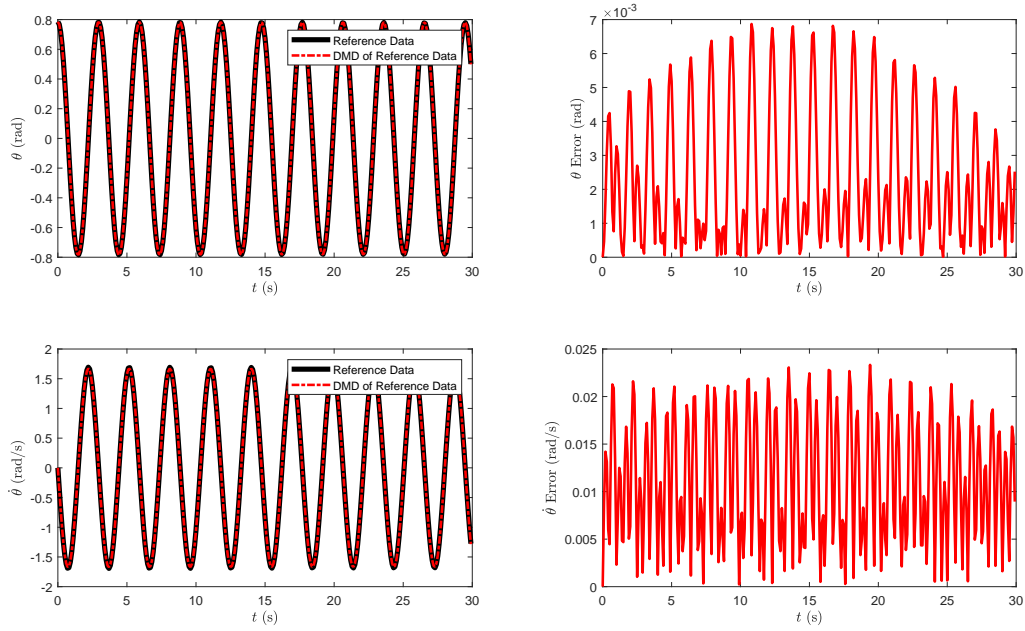 0.8
0.6
0.4
0.2
0
-0.2
-0.4
-0.6
-0.8
θ (rad)
Reference Data
DMD of Reference Data
0 5 10 15 20 25 30
t (s)
×10⁻³
7
6
5
4
3
2
1
0
θ Error (rad)
0 5 10 15 20 25 30
t (s)
2
1.5
1
0.5
0
-0.5
-1
-1.5
-2
θ̇ (rad/s)
Reference Data
DMD of Reference Data
0 5 10 15 20 25 30
t (s)
0.025
0.02
0.015
0.01
0.005
0
θ̇ Error (rad/s)
0 5 10 15 20 25 30
t (s)